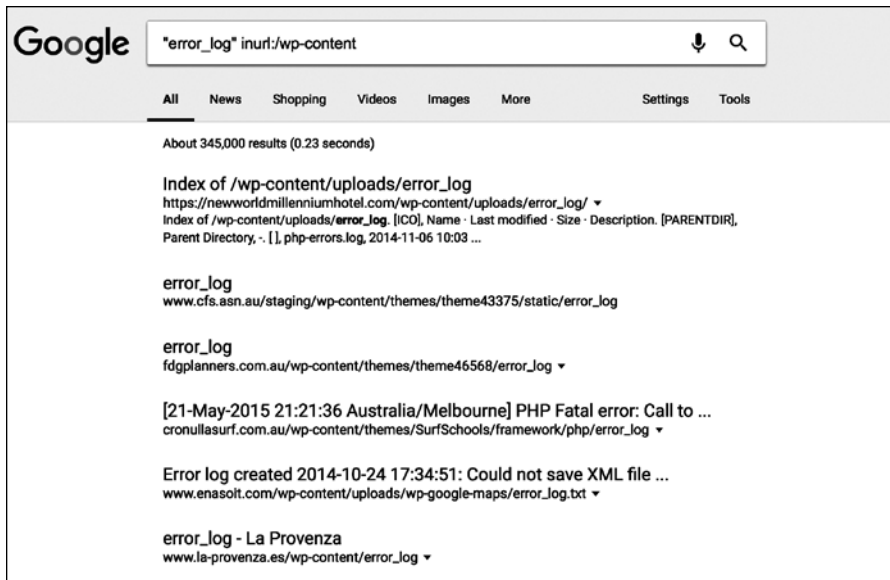 Google
"error_log" inurl:/wp-content
All News Shopping Videos Images More Settings Tools
About 345,000 results (0.23 seconds)
Index of /wp-content/uploads/error_log
https://newworldmillenniumhotel.com/wp-content/uploads/error_log/
Index of /wp-content/uploads/error_log. [ICO], Name · Last modified · Size · Description. [PARENTDIR],
Parent Directory, -. [ ], php-errors.log, 2014-11-06 10:03 ...
error_log
www.cfs.asn.au/staging/wp-content/themes/theme43375/static/error_log
error_log
fdgplanners.com.au/wp-content/themes/theme46568/error_log
[21-May-2015 21:21:36 Australia/Melbourne] PHP Fatal error: Call to ...
cronullasurf.com.au/wp-content/themes/SurfSchools/framework/php/error_log
Error log created 2014-10-24 17:34:51: Could not save XML file ...
www.enasoit.com/wp-content/uploads/wp-google-maps/error_log.txt
error_log - La Provenza
www.la-provenza.es/wp-content/error_log